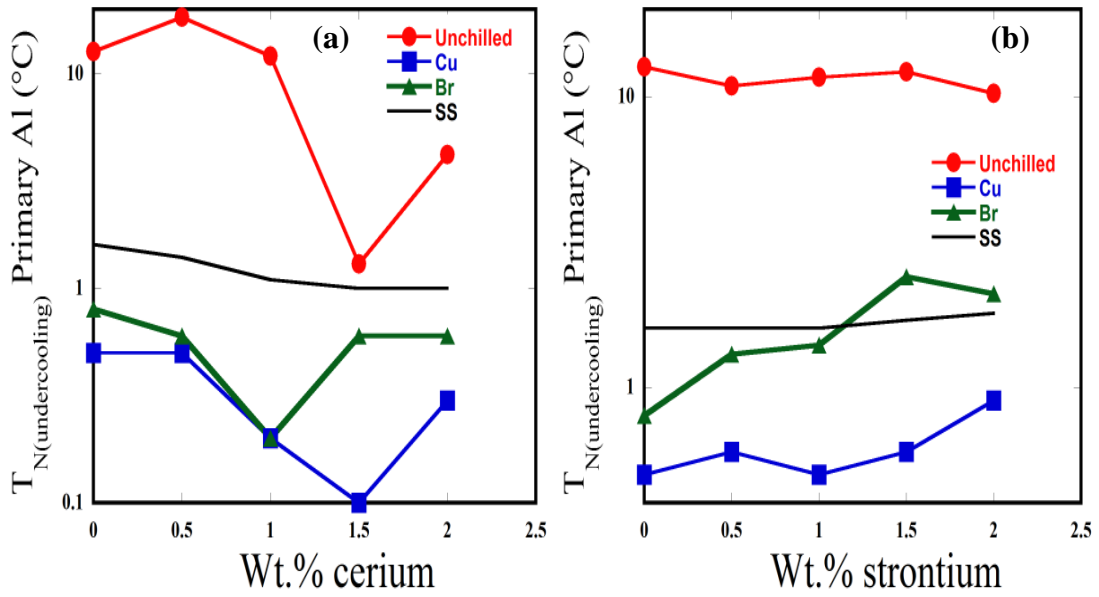 (a)
Unchilled
Cu
Br
SS
10
1
0.1
0 0.5 1 1.5 2 2.5
Wt.% cerium
T N(undercooling) Primary Al (°C)
(b)
Unchilled
Cu
Br
SS
10
1
0 0.5 1 1.5 2 2.5
Wt.% strontium
T N(undercooling) Primary Al (°C)